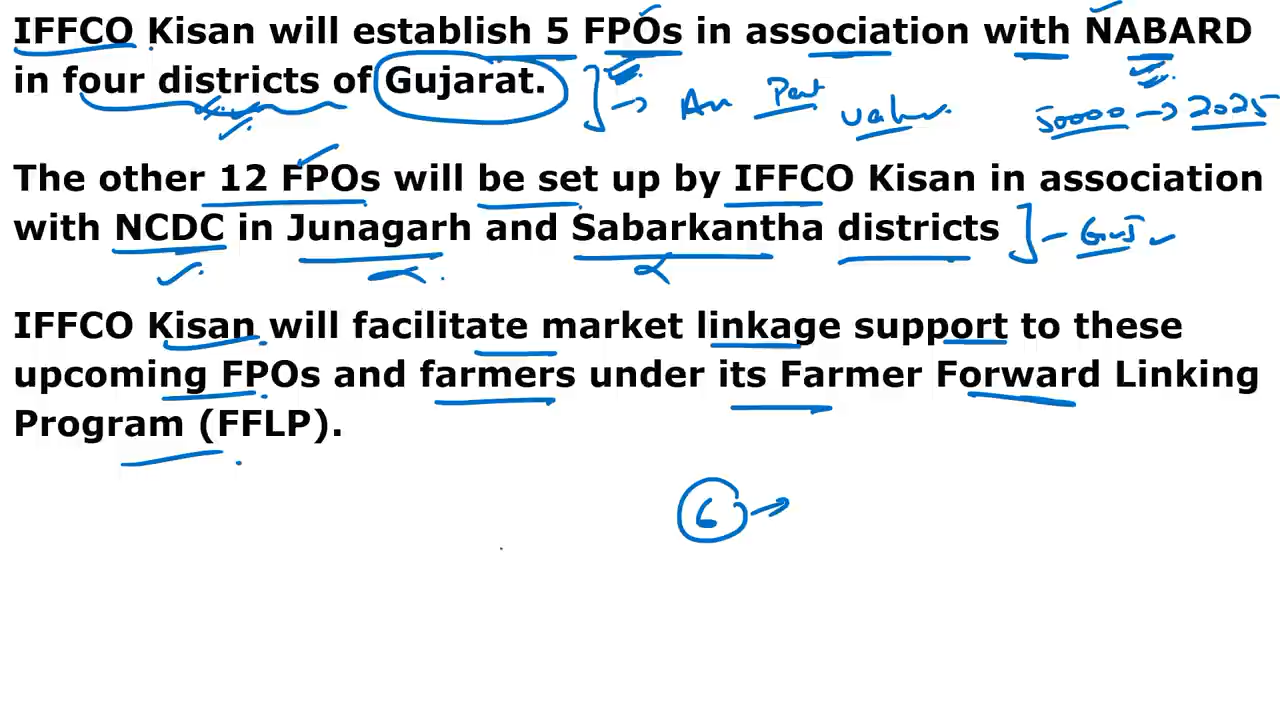 IFFCO Kisan will establish 5 FPOs in association with NABARD
in four districts of Gujarat.
50000 → 2025
The other 12 FPOs will be set up by IFFCO Kisan in association
with NCDC in Junagarh and Sabarkantha districts
Guj
IFFCO Kisan will facilitate market linkage support to these
upcoming FPOs and farmers under its Farmer Forward Linking
Program (FFLP).
6 →